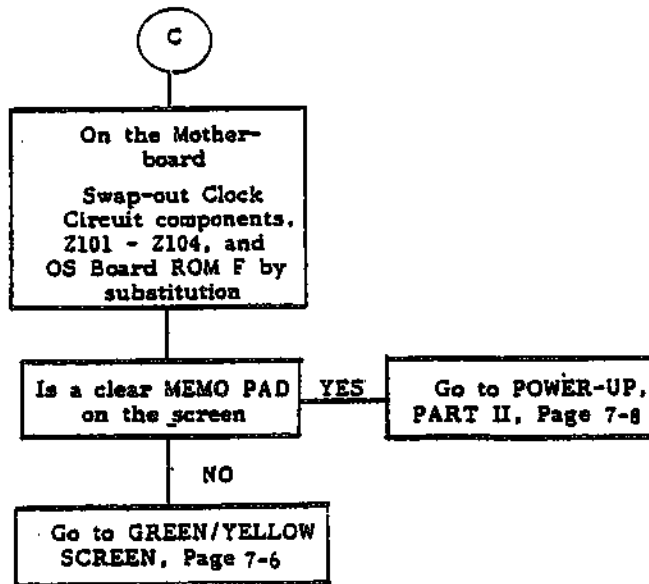 C
On the Mother-
board
Swap-out Clock
Circuit components,
Z101 - Z104, and
OS Board ROM F by
substitution
Is a clear MEMO PAD
on the screen
YES
Go to POWER-UP,
PART II, Page 7-8
NO
Go to GREEN/YELLOW
SCREEN, Page 7-6